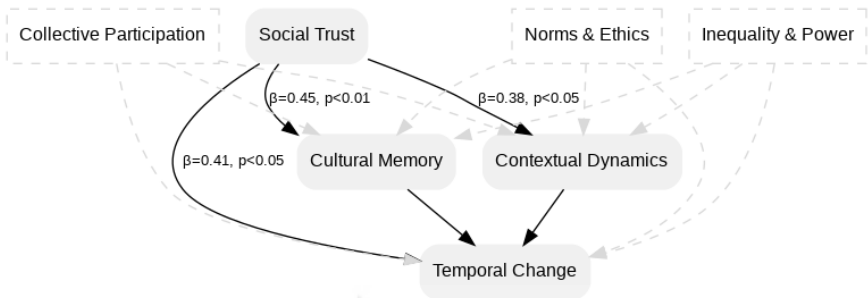 Collective Participation
Social Trust
Norms & Ethics
Inequality & Power
β=0.45, p<0.01
β=0.38, p<0.05
β=0.41, p<0.05
Cultural Memory
Contextual Dynamics
Temporal Change